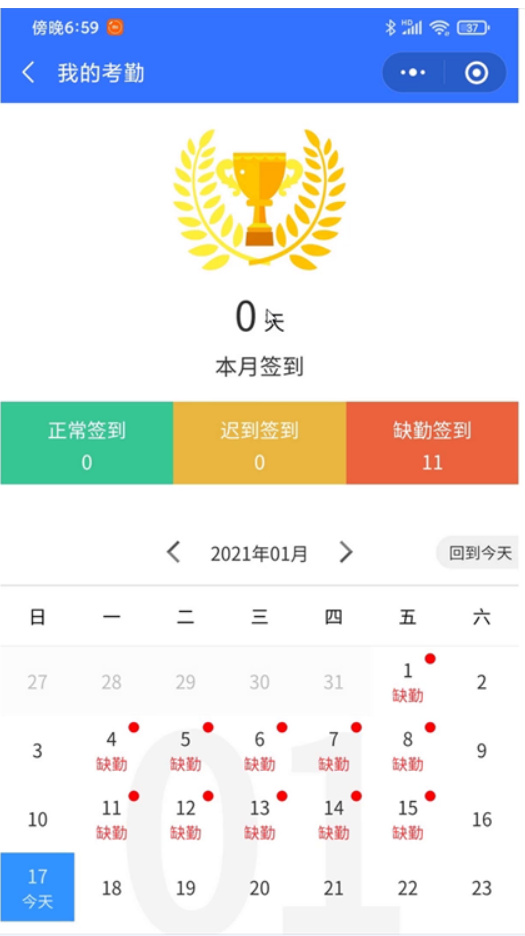 傍晚6:59
HD 37
我的考勤
0天
本月签到
正常签到 迟到签到 缺勤签到
0 0 11
2021年01月 回到今天
日 一 二 三 四 五 六
27 28 29 30 31 1 2
缺勤
3 4 5 6 7 8 9
缺勤 缺勤 缺勤 缺勤 缺勤
10 11 12 13 14 15 16
缺勤 缺勤 缺勤 缺勤 缺勤
17 18 19 20 21 22 23
今天
01